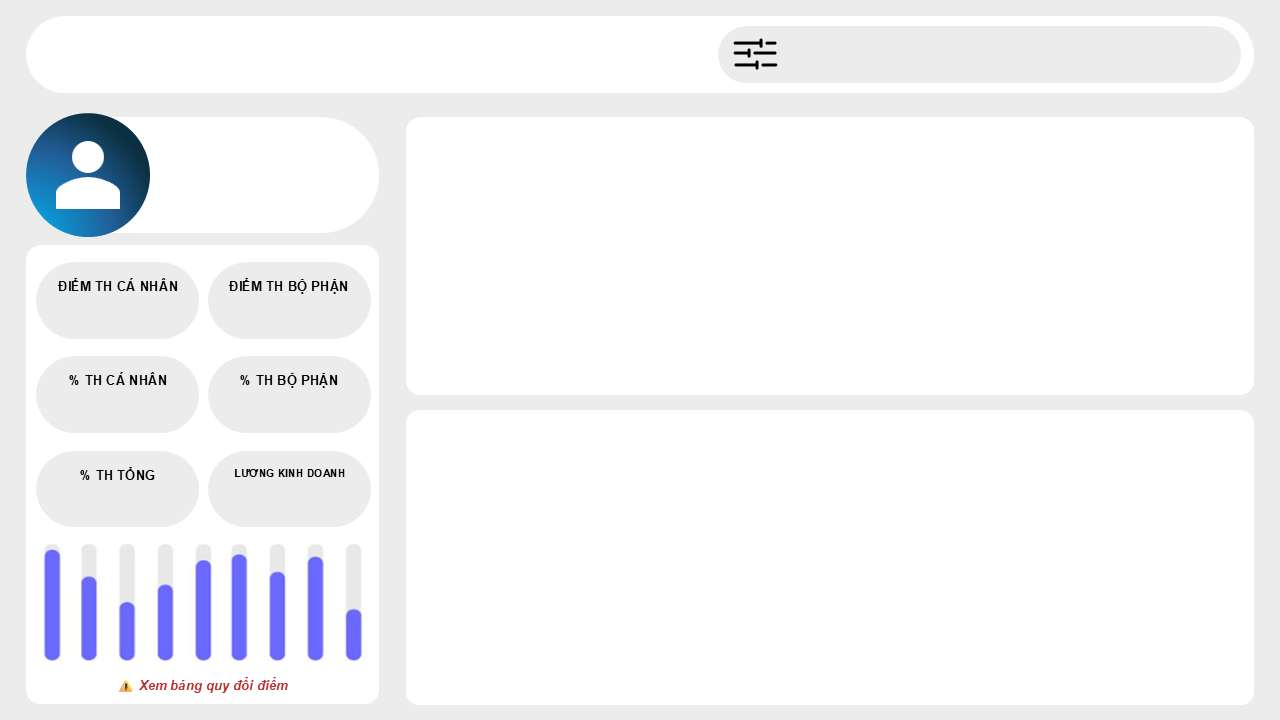 ĐIỂM TH CÁ NHÂN
ĐIỂM TH BỘ PHẬN
% TH CÁ NHÂN
% TH BỘ PHẬN
% TH TỔNG
LƯƠNG KINH DOANH
Xem bảng quy đổi điểm